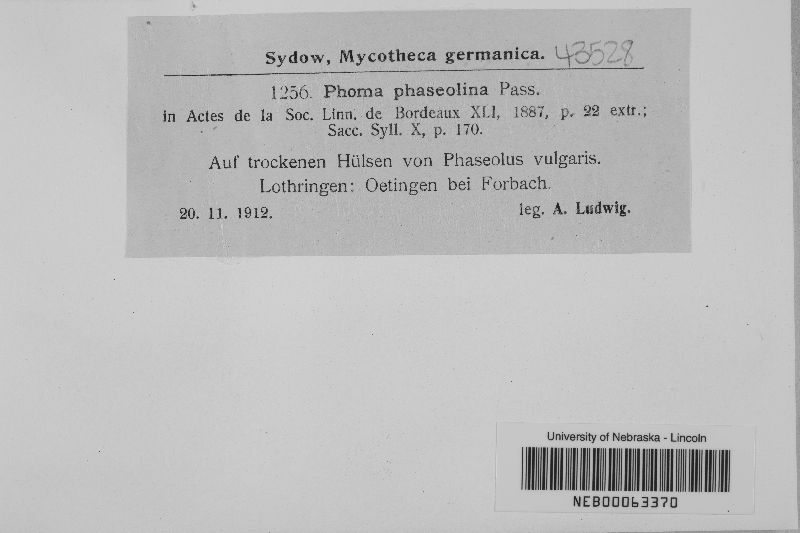 Sydow, Mycotheca germanica. 43528
1256. Phoma phaseolina Pass.
in Actes de la Soc. Linn. de Bordeaux XLI, 1887, p. 22 extr.;
Sacc. Syll. X, p. 170.
Auf trockenen Hülsen von Phaseolus vulgaris.
Lothringen: Oetingen bei Forbach.
20. 11. 1912. leg. A. Ludwig.
University of Nebraska - Lincoln
NEB00063370